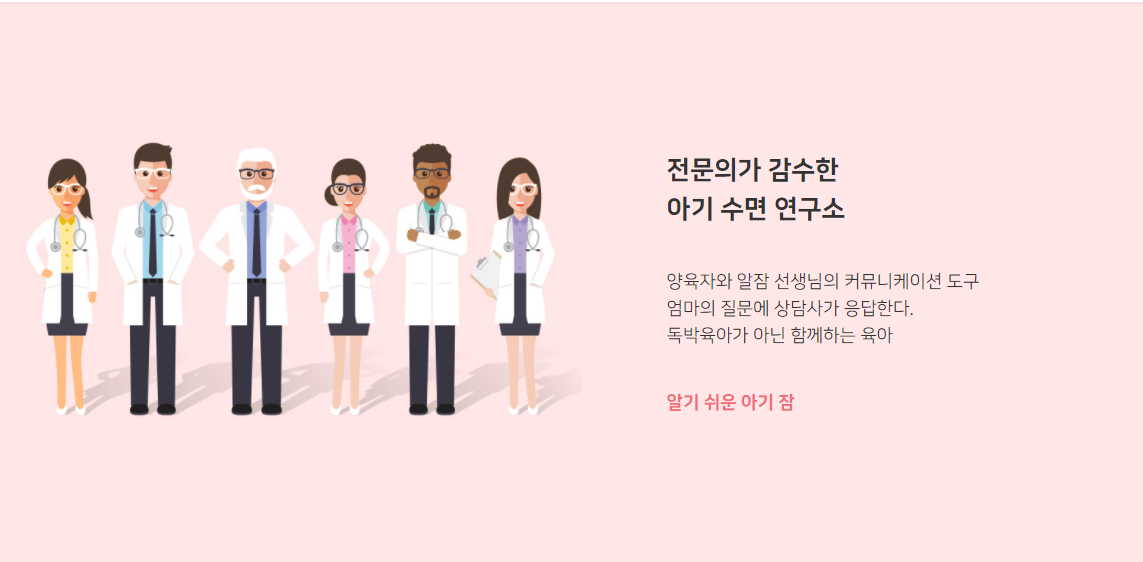 전문의가 감수한
아기 수면 연구소
양육자와 알잠 선생님의 커뮤니케이션 도구
엄마의 질문에 상담사가 응답한다.
독박육아가 아닌 함께하는 육아
알기 쉬운 아기 잠